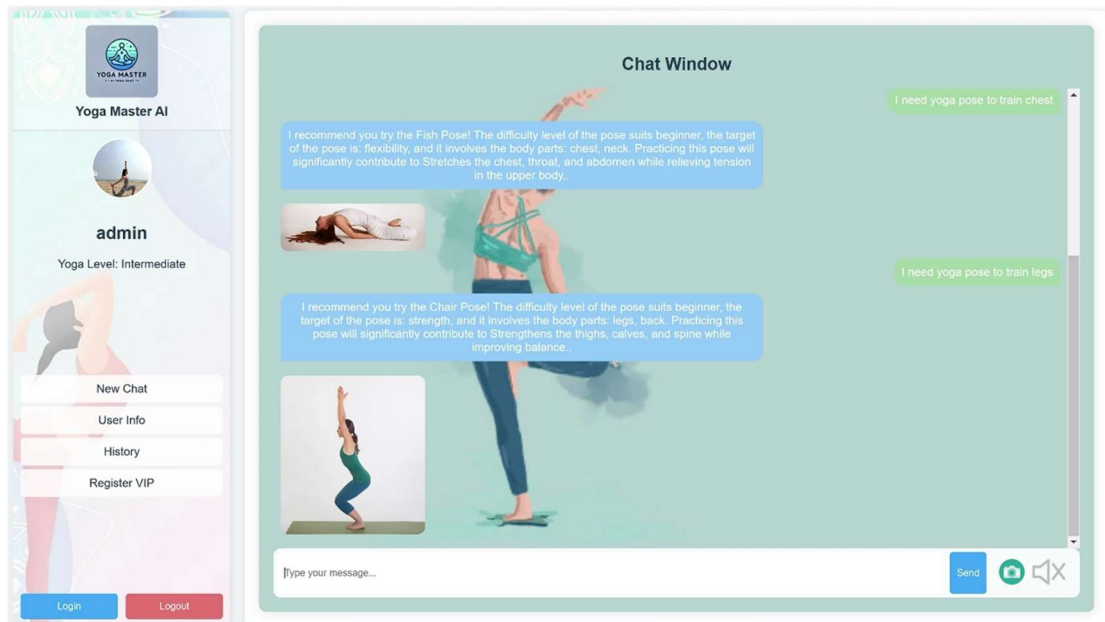 YOGA MASTER
Yoga Master AI
admin
Yoga Level: Intermediate
New Chat
User Info
History
Register VIP
Login
Logout
Chat Window
I need yoga pose to train chest
I recommend you try the Fish Pose! The difficulty level of the pose suits beginner, the target
of the pose is: flexibility, and it involves the body parts: chest, neck. Practicing this pose will
significantly contribute to Stretches the chest, throat, and abdomen while relieving tension
in the upper body..
I need yoga pose to train legs
I recommend you try the Chair Pose! The difficulty level of the pose suits beginner, the
target of the pose is: strength, and it involves the body parts: legs, back. Practicing this
pose will significantly contribute to Strengthens the thighs, calves, and spine while
improving balance..
Type your message...
Send